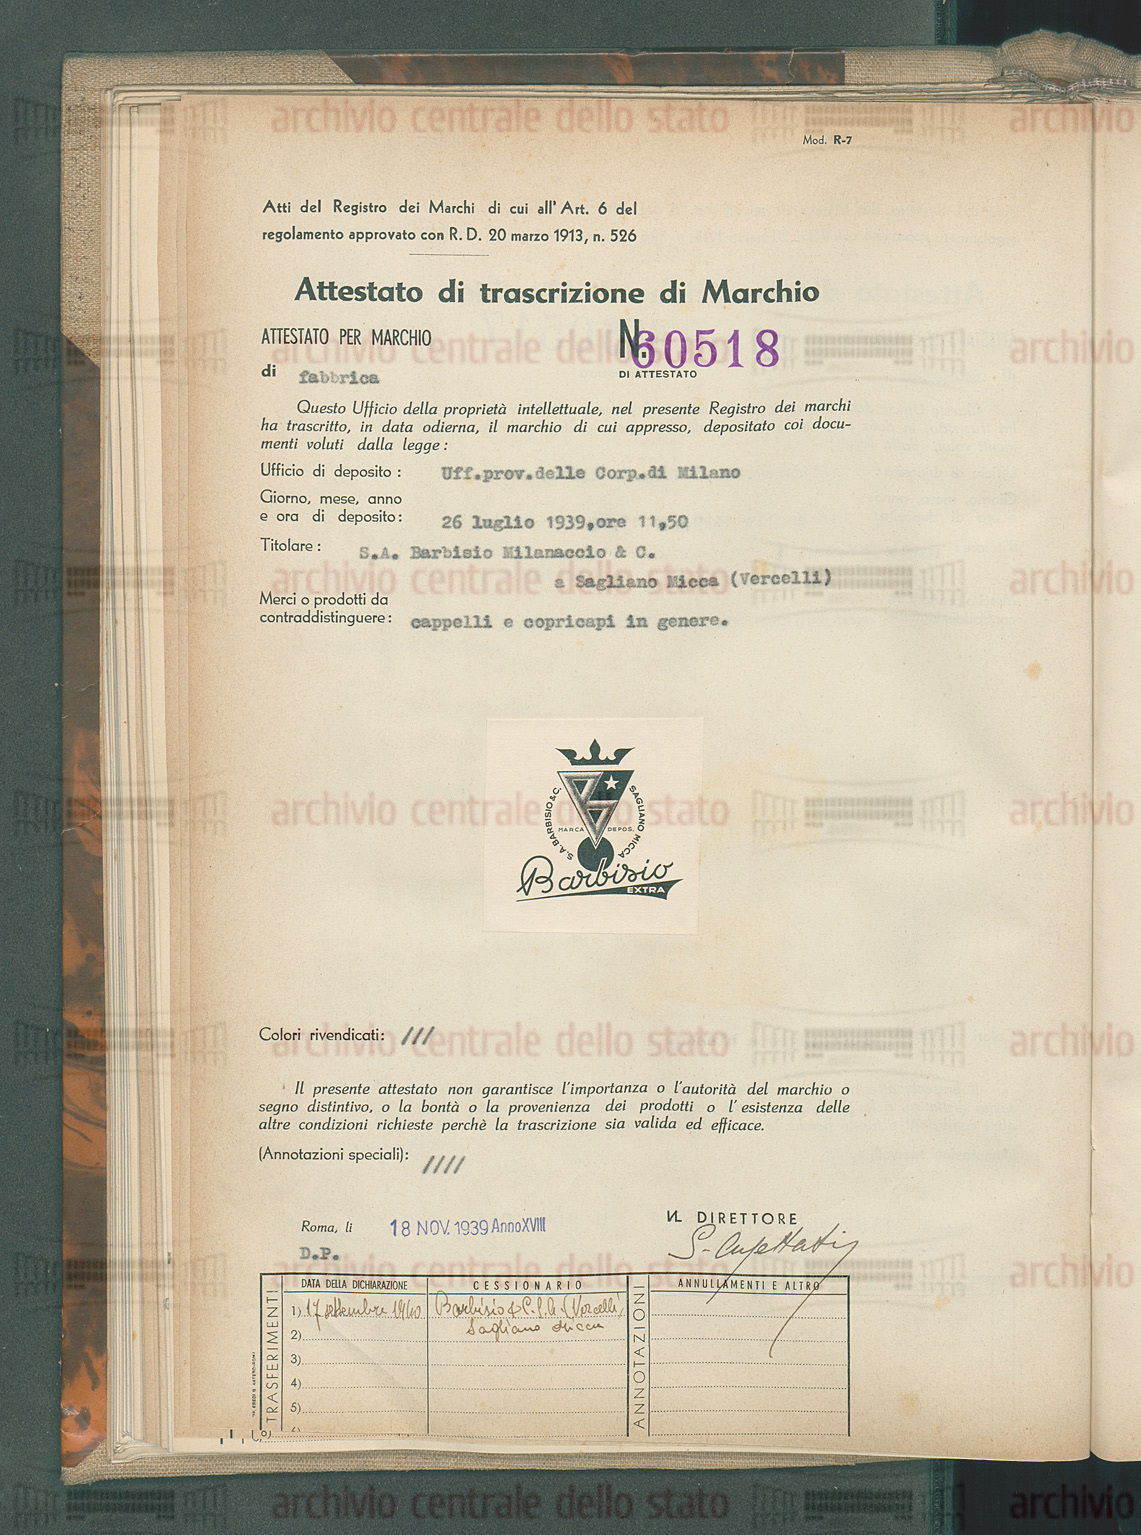 Mod. R-7
Atti del Registro dei Marchi di cui all' Art. 6 del
regolamento approvato con R. D. 20 marzo 1913, n. 526
Attestato di trascrizione di Marchio
ATTESTATO PER MARCHIO
N. 60518
di fabbrica
DI ATTESTATO
Questo Ufficio della proprietà intellettuale, nel presente Registro dei marchi
ha trascritto, in data odierna, il marchio di cui appresso, depositato coi docu-
menti voluti dalla legge :
Ufficio di deposito : Uff.prov.delle Corp.di Milano
Giorno, mese, anno
e ora di deposito: 26 luglio 1939,ore 11,50
Titolare : S.A. Barbisio Milanaccio & C.
a Sagliano Micca (Vercelli)
Merci o prodotti da
contraddistinguere : cappelli e copricapi in genere.
S.A. BARBISIO & C. SAGLIANO MICCA
MARCA DEPOS.
Barbisio
EXTRA
Colori rivendicati: ///
Il presente attestato non garantisce l'importanza o l'autorità del marchio o
segno distintivo, o la bontà o la provenienza dei prodotti o l'esistenza delle
altre condizioni richieste perchè la trascrizione sia valida ed efficace.
(Annotazioni speciali): ////
Roma, lì 18 NOV. 1939 Anno XVIII
IL DIRETTORE
D.P.
TRASFERIMENTI
DATA DELLA DICHIARAZIONE
CESSIONARIO
ANNOTAZIONI
ANNULLAMENTI E ALTRO
1) 17 settembre 1940 Barbisio & C. S. A. (Vercelli)
2) Sagliano Micca
3)
4)
5)
archivio centrale dello stato